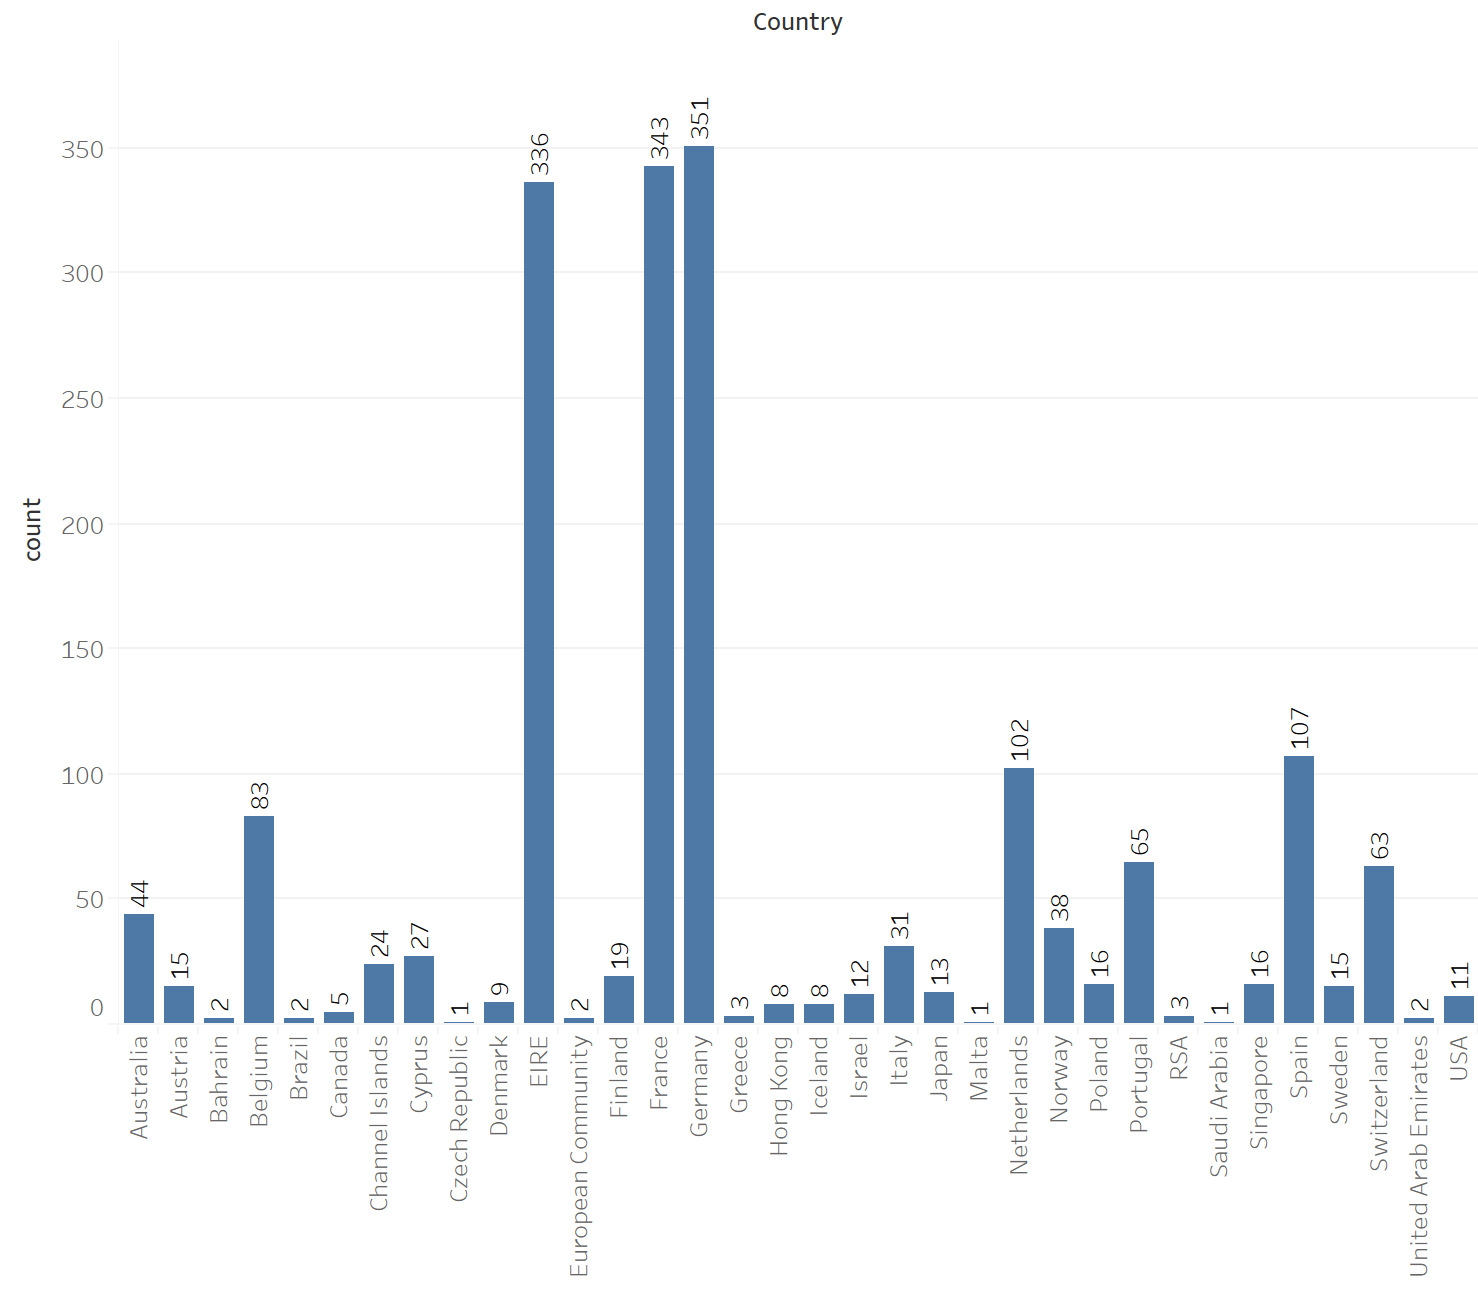 Country
count
350
300
250
200
150
100
50
0
44
15
2
83
2
5
24
27
1
9
336
2
19
343
351
3
8
8
12
31
13
1
102
38
16
65
3
1
16
107
15
63
2
11
Australia
Austria
Bahrain
Belgium
Brazil
Canada
Channel Islands
Cyprus
Czech Republic
Denmark
EIRE
European Community
Finland
France
Germany
Greece
Hong Kong
Iceland
Israel
Italy
Japan
Malta
Netherlands
Norway
Poland
Portugal
RSA
Saudi Arabia
Singapore
Spain
Sweden
Switzerland
United Arab Emirates
USA